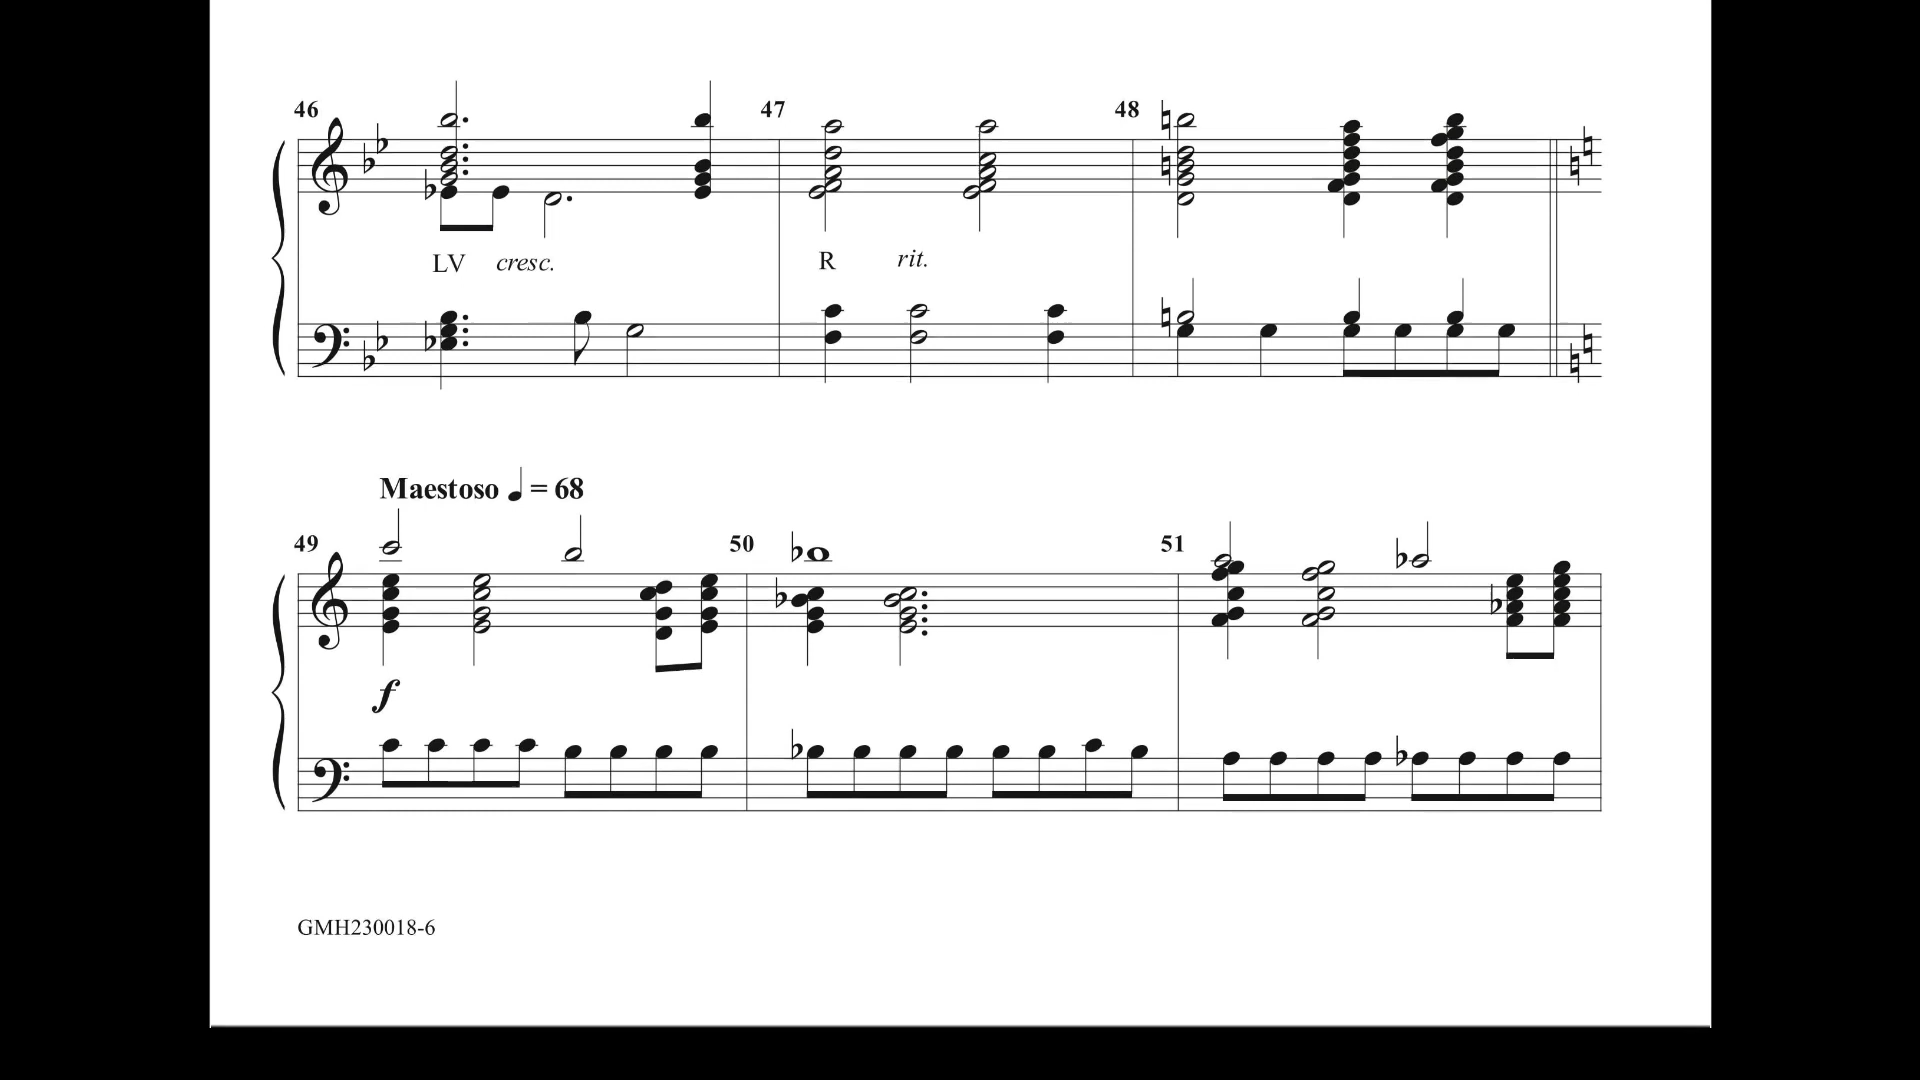 46 47 48
LV cresc. R rit.
Maestoso ♩ = 68
49 50 51
f
GMH230018-6